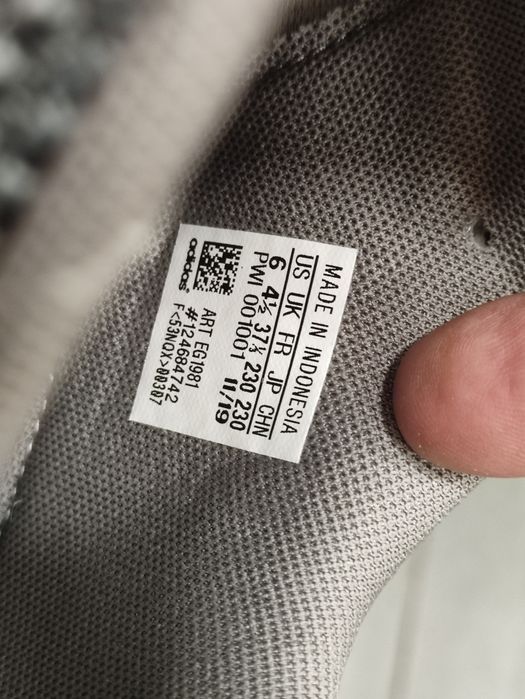 MADE IN INDONESIA
US UK FR JP CHN
6 4½ 37⅓ 230 230
PWI 001001 11/19
adidas
ART EG1981
#124684742
F<53NQX>00307